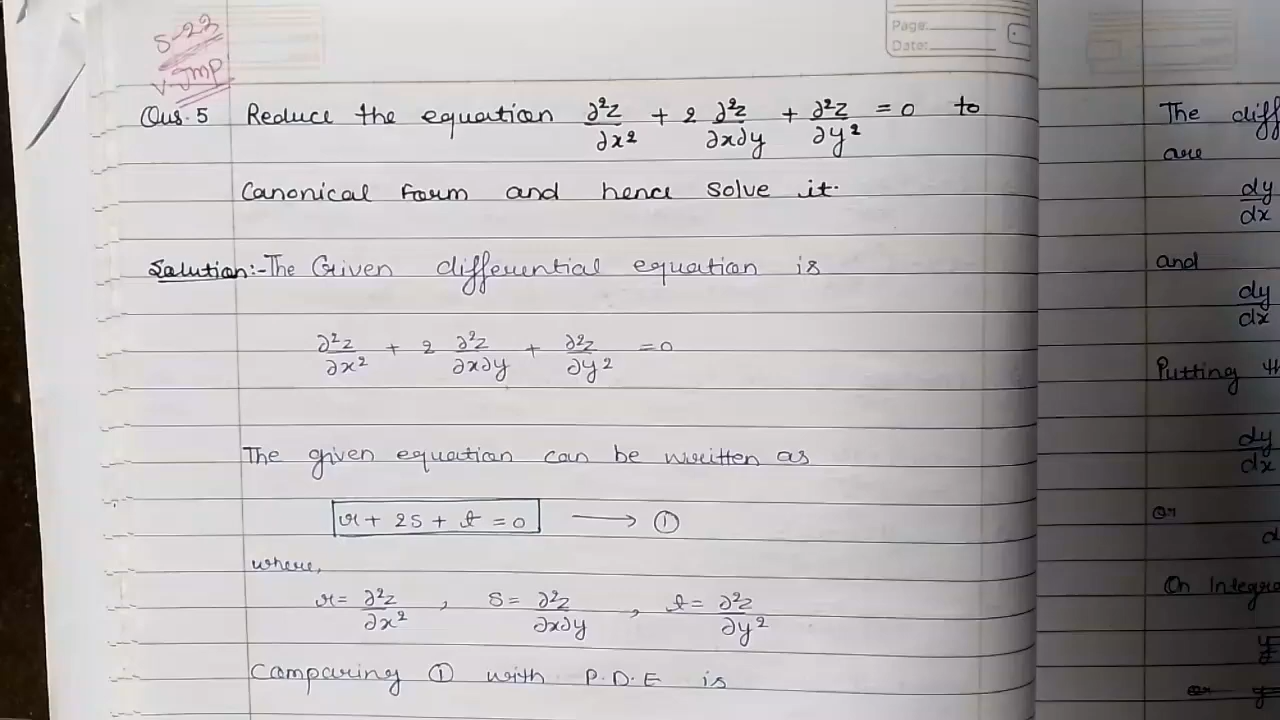 S-23
V. Imp
Page:
Date:
Ques. 5 Reduce the equation ∂²z/∂x² + 2 ∂²z/∂x∂y + ∂²z/∂y² = 0 to
Canonical form and hence solve it.
Solution:- The Given differential equation is
∂²z/∂x² + 2 ∂²z/∂x∂y + ∂²z/∂y² = 0
The given equation can be written as
r + 2s + t = 0 → ①
where,
r = ∂²z/∂x² , s = ∂²z/∂x∂y , t = ∂²z/∂y²
Comparing ① with P.D.E is
The diff
are
dy/dx
and
dy/dx
Putting th
dy/dx
or
d
On Integra